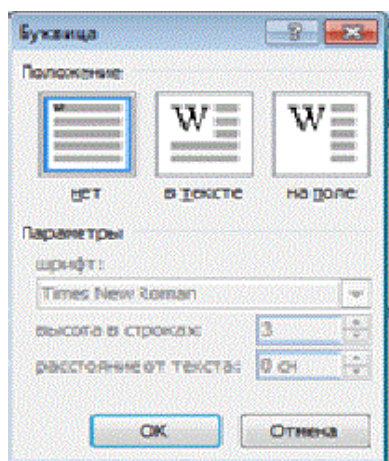 Буквица
Положение
W W W
нет в тексте на поле
Параметры
шрифт:
Times New Roman
высота в строках: 3
расстояние от текста: 0 см
ОК Отмена